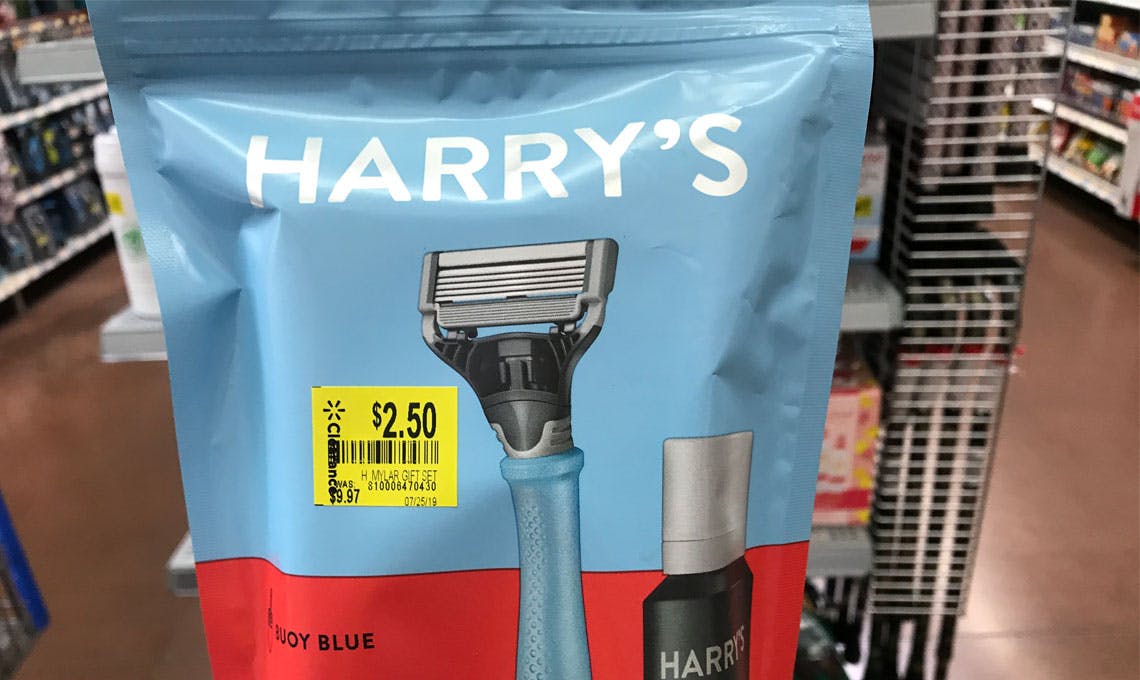 HARRY'S
$2.50
Clearance
H MYLAR GIFT SET
WAS: 810006470430
$9.97
07/25/19
BUOY BLUE
HARRY'S